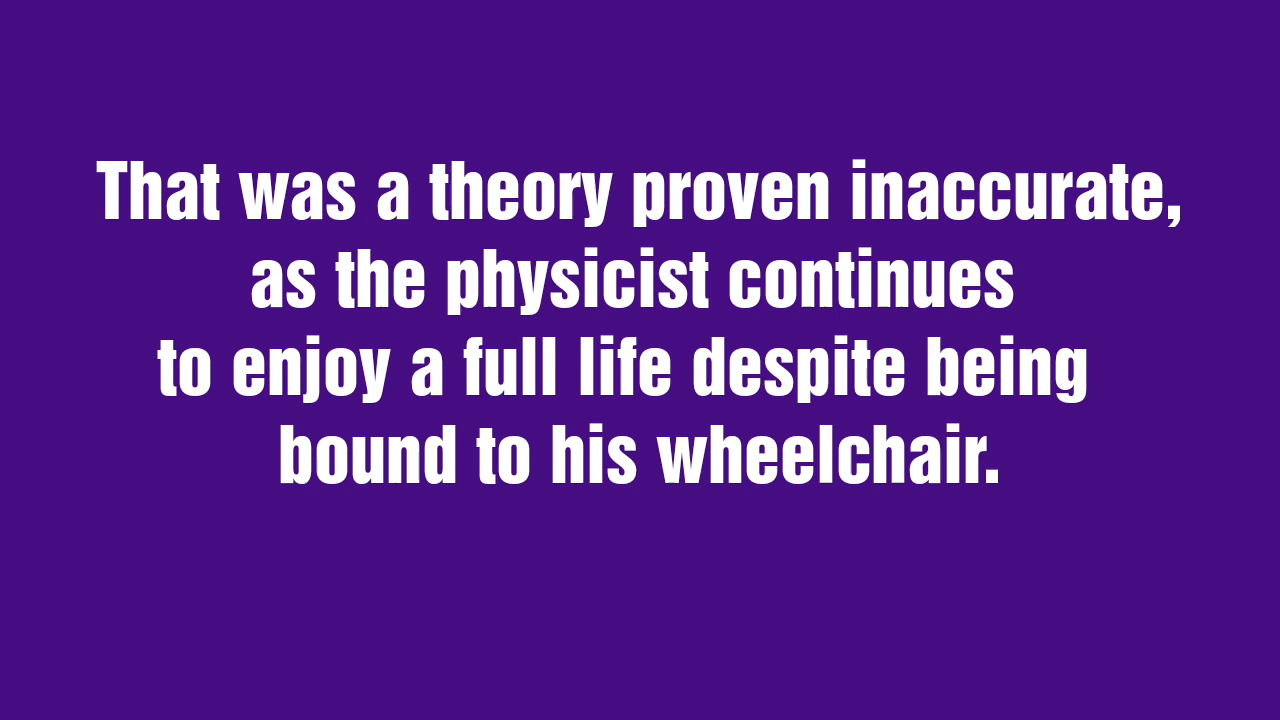 That was a theory proven inaccurate,
as the physicist continues
to enjoy a full life despite being
bound to his wheelchair.